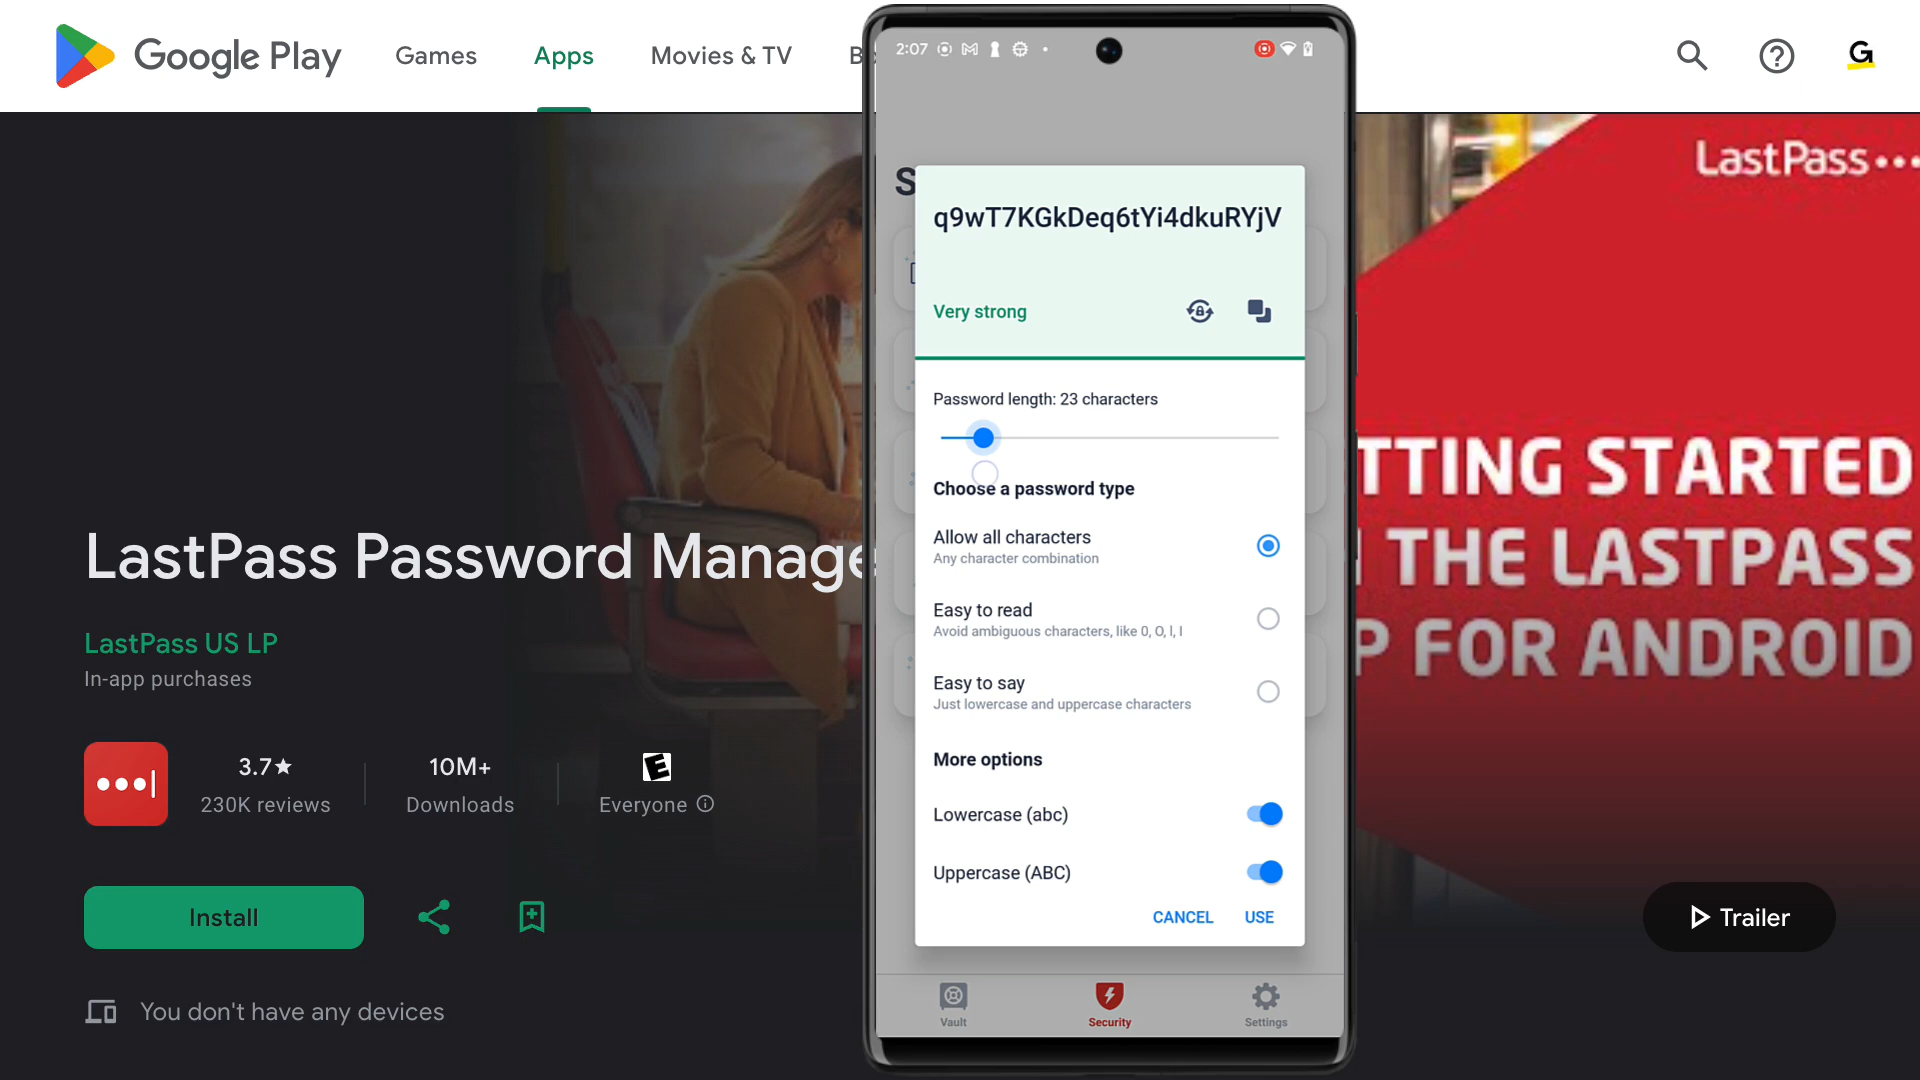 Google Play
Games
Apps
Movies & TV
2:07
LastPass
q9wT7KGkDeq6tYi4dkuRYjV
Very strong
Password length: 23 characters
Choose a password type
Allow all characters
Any character combination
Easy to read
Avoid ambiguous characters, like 0, O, l, I
Easy to say
Just lowercase and uppercase characters
More options
Lowercase (abc)
Uppercase (ABC)
CANCEL
USE
Vault
Security
Settings
TTING STARTED
THE LASTPASS
P FOR ANDROID
LastPass Password Manage
LastPass US LP
In-app purchases
3.7★
230K reviews
10M+
Downloads
E
Everyone
Install
You don't have any devices
Trailer